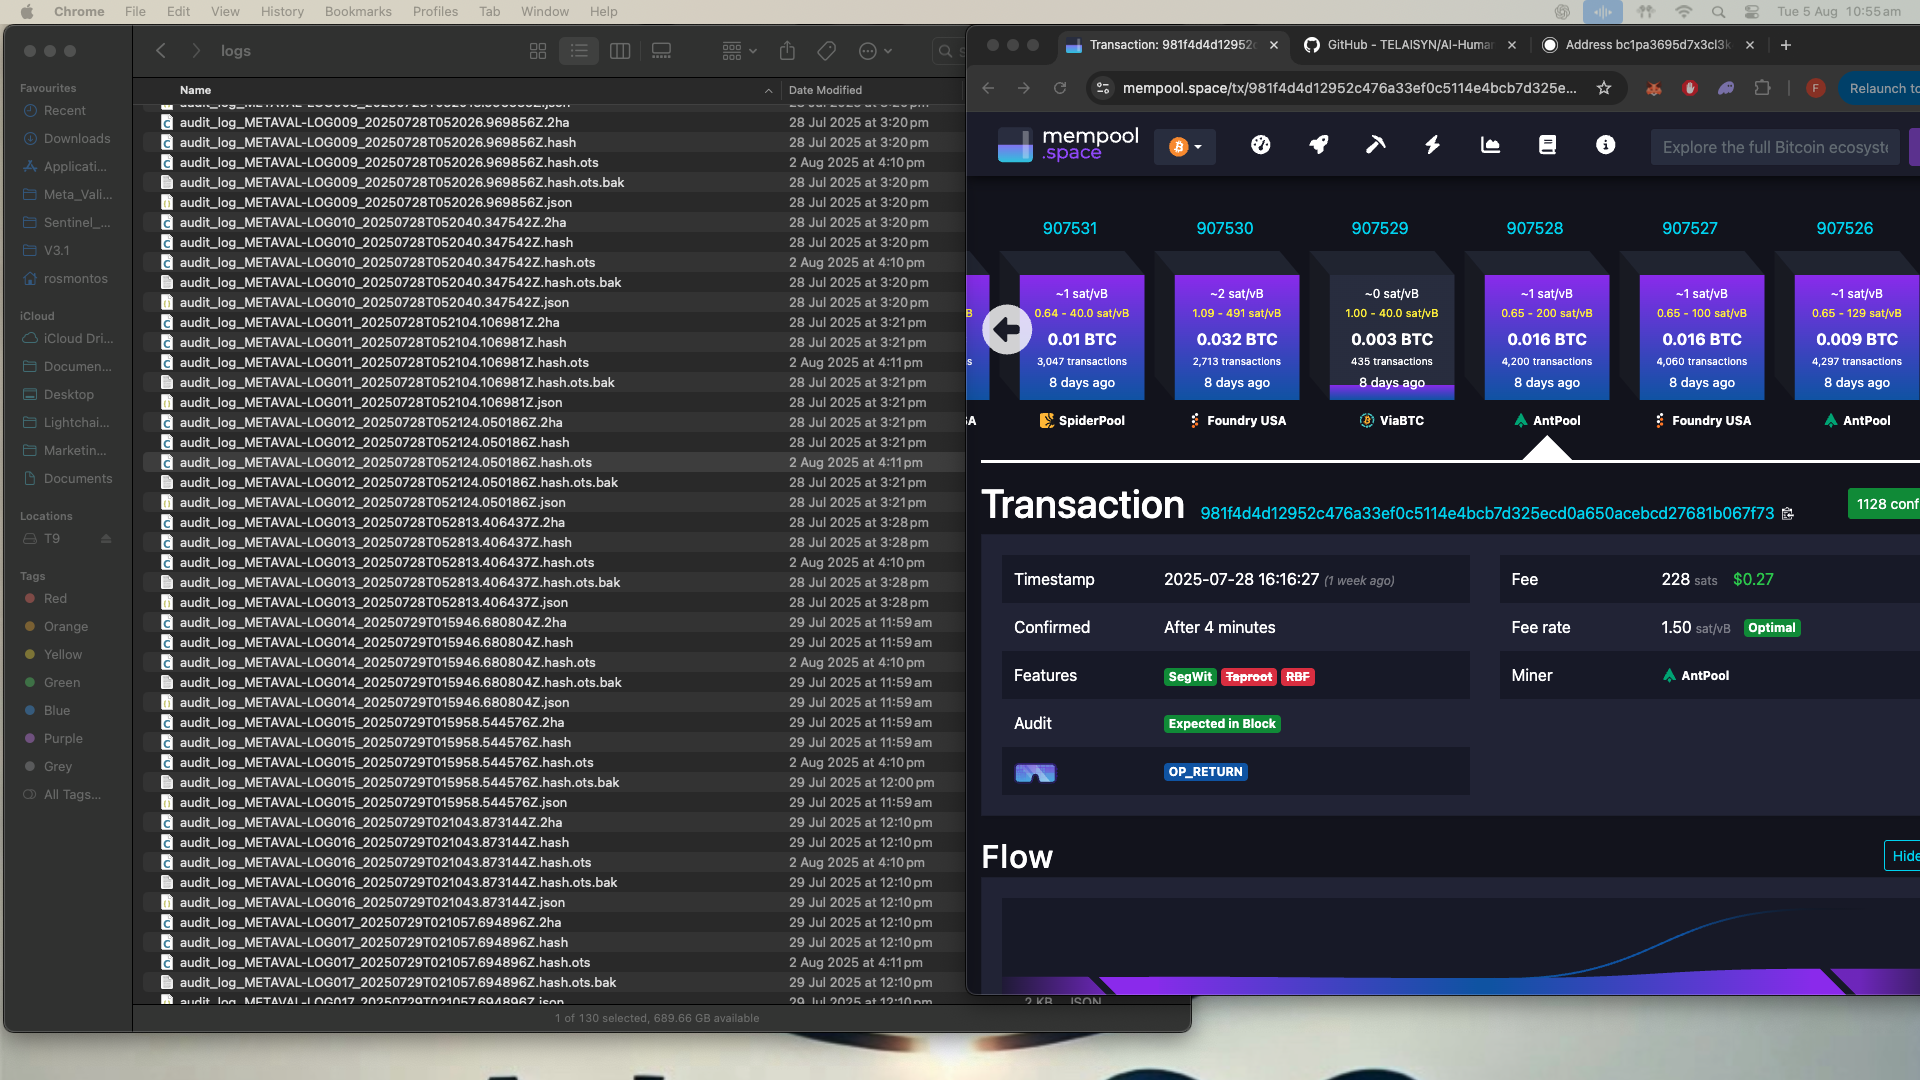 Chrome File Edit View History Bookmarks Profiles Tab Window Help
Tue 5 Aug 10:55 am
logs
Favourites
Recent
Downloads
Applicati...
Meta_Vali...
Sentinel_...
V3.1
rosmontos
iCloud
iCloud Dri...
Documen...
Desktop
Lightchai...
Marketin...
Documents
Locations
T9
Tags
Red
Orange
Yellow
Green
Blue
Purple
Grey
All Tags...
Name Date Modified
audit_log_METAVAL-LOG009_20250728T052026.969856Z.2ha 28 Jul 2025 at 3:20 pm
audit_log_METAVAL-LOG009_20250728T052026.969856Z.hash 28 Jul 2025 at 3:20 pm
audit_log_METAVAL-LOG009_20250728T052026.969856Z.hash.ots 2 Aug 2025 at 4:10 pm
audit_log_METAVAL-LOG009_20250728T052026.969856Z.hash.ots.bak 28 Jul 2025 at 3:20 pm
audit_log_METAVAL-LOG009_20250728T052026.969856Z.json 28 Jul 2025 at 3:20 pm
audit_log_METAVAL-LOG010_20250728T052040.347542Z.2ha 28 Jul 2025 at 3:20 pm
audit_log_METAVAL-LOG010_20250728T052040.347542Z.hash 28 Jul 2025 at 3:20 pm
audit_log_METAVAL-LOG010_20250728T052040.347542Z.hash.ots 2 Aug 2025 at 4:10 pm
audit_log_METAVAL-LOG010_20250728T052040.347542Z.hash.ots.bak 28 Jul 2025 at 3:20 pm
audit_log_METAVAL-LOG010_20250728T052040.347542Z.json 28 Jul 2025 at 3:20 pm
audit_log_METAVAL-LOG011_20250728T052104.106981Z.2ha 28 Jul 2025 at 3:21 pm
audit_log_METAVAL-LOG011_20250728T052104.106981Z.hash 28 Jul 2025 at 3:21 pm
audit_log_METAVAL-LOG011_20250728T052104.106981Z.hash.ots 2 Aug 2025 at 4:11 pm
audit_log_METAVAL-LOG011_20250728T052104.106981Z.hash.ots.bak 28 Jul 2025 at 3:21 pm
audit_log_METAVAL-LOG011_20250728T052104.106981Z.json 28 Jul 2025 at 3:21 pm
audit_log_METAVAL-LOG012_20250728T052124.050186Z.2ha 28 Jul 2025 at 3:21 pm
audit_log_METAVAL-LOG012_20250728T052124.050186Z.hash 28 Jul 2025 at 3:21 pm
audit_log_METAVAL-LOG012_20250728T052124.050186Z.hash.ots 2 Aug 2025 at 4:11 pm
audit_log_METAVAL-LOG012_20250728T052124.050186Z.hash.ots.bak 28 Jul 2025 at 3:21 pm
audit_log_METAVAL-LOG012_20250728T052124.050186Z.json 28 Jul 2025 at 3:21 pm
audit_log_METAVAL-LOG013_20250728T052813.406437Z.2ha 28 Jul 2025 at 3:28 pm
audit_log_METAVAL-LOG013_20250728T052813.406437Z.hash 28 Jul 2025 at 3:28 pm
audit_log_METAVAL-LOG013_20250728T052813.406437Z.hash.ots 2 Aug 2025 at 4:10 pm
audit_log_METAVAL-LOG013_20250728T052813.406437Z.hash.ots.bak 28 Jul 2025 at 3:28 pm
audit_log_METAVAL-LOG013_20250728T052813.406437Z.json 28 Jul 2025 at 3:28 pm
audit_log_METAVAL-LOG014_20250729T015946.680804Z.2ha 29 Jul 2025 at 11:59 am
audit_log_METAVAL-LOG014_20250729T015946.680804Z.hash 29 Jul 2025 at 11:59 am
audit_log_METAVAL-LOG014_20250729T015946.680804Z.hash.ots 2 Aug 2025 at 4:10 pm
audit_log_METAVAL-LOG014_20250729T015946.680804Z.hash.ots.bak 29 Jul 2025 at 11:59 am
audit_log_METAVAL-LOG014_20250729T015946.680804Z.json 29 Jul 2025 at 11:59 am
audit_log_METAVAL-LOG015_20250729T015958.544576Z.2ha 29 Jul 2025 at 11:59 am
audit_log_METAVAL-LOG015_20250729T015958.544576Z.hash 29 Jul 2025 at 11:59 am
audit_log_METAVAL-LOG015_20250729T015958.544576Z.hash.ots 2 Aug 2025 at 4:10 pm
audit_log_METAVAL-LOG015_20250729T015958.544576Z.hash.ots.bak 29 Jul 2025 at 12:00 pm
audit_log_METAVAL-LOG015_20250729T015958.544576Z.json 29 Jul 2025 at 11:59 am
audit_log_METAVAL-LOG016_20250729T021043.873144Z.2ha 29 Jul 2025 at 12:10 pm
audit_log_METAVAL-LOG016_20250729T021043.873144Z.hash 29 Jul 2025 at 12:10 pm
audit_log_METAVAL-LOG016_20250729T021043.873144Z.hash.ots 2 Aug 2025 at 4:10 pm
audit_log_METAVAL-LOG016_20250729T021043.873144Z.hash.ots.bak 29 Jul 2025 at 12:10 pm
audit_log_METAVAL-LOG016_20250729T021043.873144Z.json 29 Jul 2025 at 12:10 pm
audit_log_METAVAL-LOG017_20250729T021057.694896Z.2ha 29 Jul 2025 at 12:10 pm
audit_log_METAVAL-LOG017_20250729T021057.694896Z.hash 29 Jul 2025 at 12:10 pm
audit_log_METAVAL-LOG017_20250729T021057.694896Z.hash.ots 2 Aug 2025 at 4:11 pm
audit_log_METAVAL-LOG017_20250729T021057.694896Z.hash.ots.bak 29 Jul 2025 at 12:10 pm
audit_log_METAVAL-LOG017_20250729T021057.694896Z.json 29 Jul 2025 at 12:10 pm 2 KB JSON
1 of 130 selected, 689.66 GB available
Transaction: 981f4d4d12952
GitHub - TELAISYN/AI-Human
Address bc1pa3695d7x3cl3k
mempool.space/tx/981f4d4d12952c476a33ef0c5114e4bcb7d325e...
F
Relaunch to
mempool
.space
Explore the full Bitcoin ecosyste
907531 907530 907529 907528 907527 907526
~1 sat/vB ~2 sat/vB ~0 sat/vB ~1 sat/vB ~1 sat/vB ~1 sat/vB
0.64 - 40.0 sat/vB 1.09 - 491 sat/vB 1.00 - 40.0 sat/vB 0.65 - 200 sat/vB 0.65 - 100 sat/vB 0.65 - 129 sat/vB
0.01 BTC 0.032 BTC 0.003 BTC 0.016 BTC 0.016 BTC 0.009 BTC
3,047 transactions 2,713 transactions 435 transactions 4,200 transactions 4,060 transactions 4,297 transactions
8 days ago 8 days ago 8 days ago 8 days ago 8 days ago 8 days ago
SpiderPool Foundry USA ViaBTC AntPool Foundry USA AntPool
Transaction 981f4d4d12952c476a33ef0c5114e4bcb7d325ecd0a650acebcd27681b067f73 1128 conf
Timestamp 2025-07-28 16:16:27 (1 week ago)
Confirmed After 4 minutes
Features SegWit Taproot RBF
Audit Expected in Block
OP_RETURN
Fee 228 sats $0.27
Fee rate 1.50 sat/vB Optimal
Miner AntPool
Flow
Hide